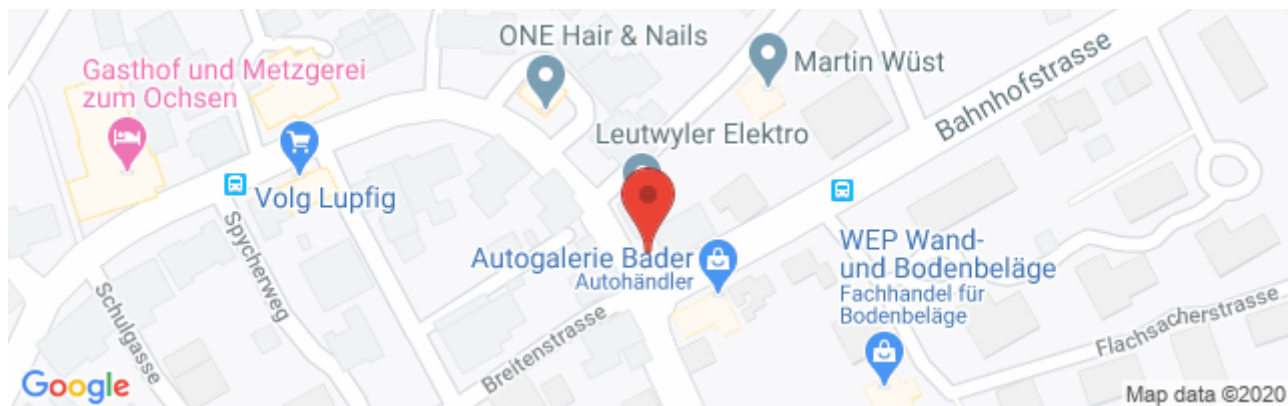 ONE Hair & Nails
Gasthof und Metzgerei
zum Ochsen
Martin Wüst
Bahnhofstrasse
Leutwyler Elektro
Volg Lupfig
Spycherweg
Autogalerie Bader
Autohändler
WEP Wand-
und Bodenbeläge
Fachhandel für
Bodenbeläge
Schulgasse
Breitenstrasse
Flachsacherstrasse
Google
Map data ©2020